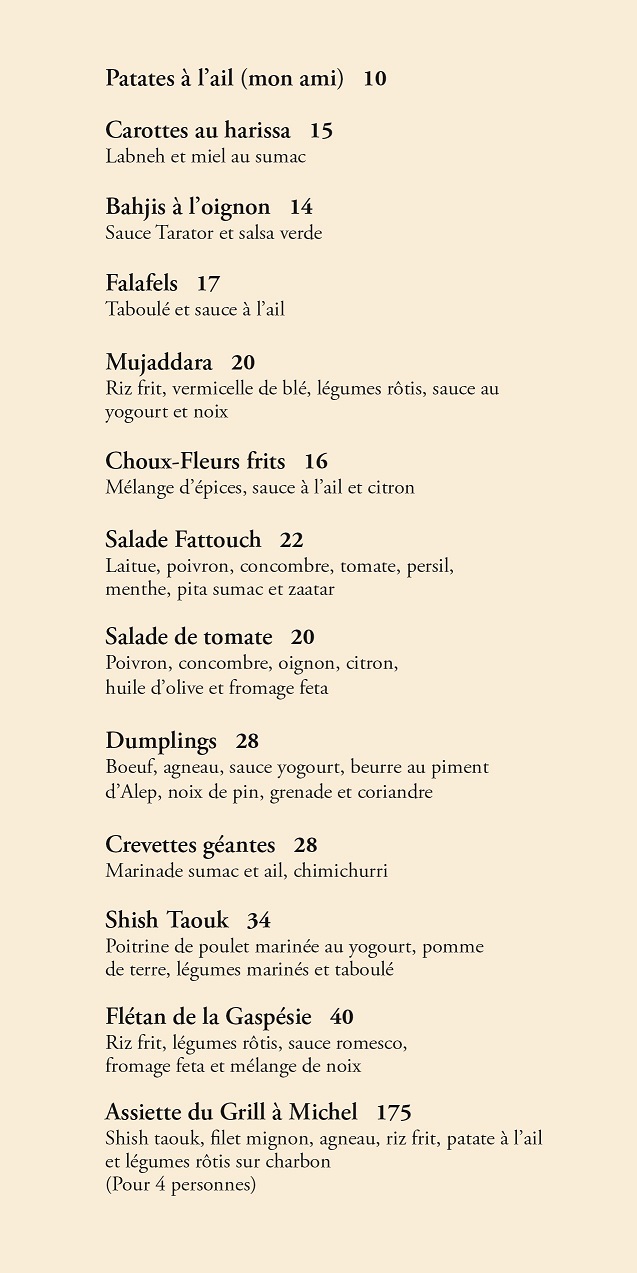 Patates à l’ail (mon ami) 10
Carottes au harissa 15
Labneh et miel au sumac
Bahjis à l’oignon 14
Sauce Tarator et salsa verde
Falafels 17
Taboulé et sauce à l’ail
Mujaddara 20
Riz frit, vermicelle de blé, légumes rôtis, sauce au
yogourt et noix
Choux-Fleurs frits 16
Mélange d’épices, sauce à l’ail et citron
Salade Fattouch 22
Laitue, poivron, concombre, tomate, persil,
menthe, pita sumac et zaatar
Salade de tomate 20
Poivron, concombre, oignon, citron,
huile d’olive et fromage feta
Dumplings 28
Boeuf, agneau, sauce yogourt, beurre au piment
d’Alep, noix de pin, grenade et coriandre
Crevettes géantes 28
Marinade sumac et ail, chimichurri
Shish Taouk 34
Poitrine de poulet marinée au yogourt, pomme
de terre, légumes marinés et taboulé
Flétan de la Gaspésie 40
Riz frit, légumes rôtis, sauce romesco,
fromage feta et mélange de noix
Assiette du Grill à Michel 175
Shish taouk, filet mignon, agneau, riz frit, patate à l’ail
et légumes rôtis sur charbon
(Pour 4 personnes)